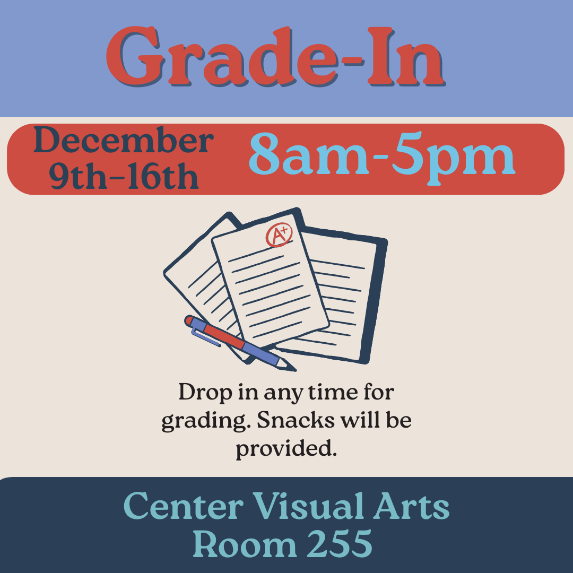 Grade-In
December
9th–16th
8am-5pm
A+
Drop in any time for
grading. Snacks will be
provided.
Center Visual Arts
Room 255